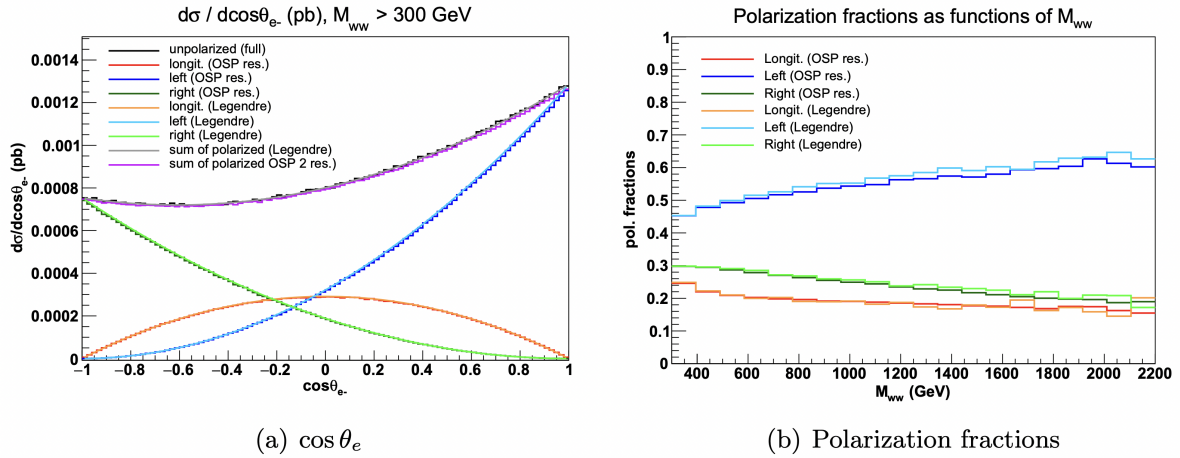 dσ / dcosθe- (pb), Mww > 300 GeV
dσ/dcosθe- (pb)
0.0014
0.0012
0.001
0.0008
0.0006
0.0004
0.0002
0
unpolarized (full)
longit. (OSP res.)
left (OSP res.)
right (OSP res.)
longit. (Legendre)
left (Legendre)
right (Legendre)
sum of polarized (Legendre)
sum of polarized OSP 2 res.)
−1 −0.8 −0.6 −0.4 −0.2 0 0.2 0.4 0.6 0.8 1
cosθe-
(a) cos θe
Polarization fractions as functions of Mww
pol. fractions
1
0.9
0.8
0.7
0.6
0.5
0.4
0.3
0.2
0.1
0
Longit. (OSP res.)
Left (OSP res.)
Right (OSP res.)
Longit. (Legendre)
Left (Legendre)
Right (Legendre)
400 600 800 1000 1200 1400 1600 1800 2000 2200
Mww (GeV)
(b) Polarization fractions